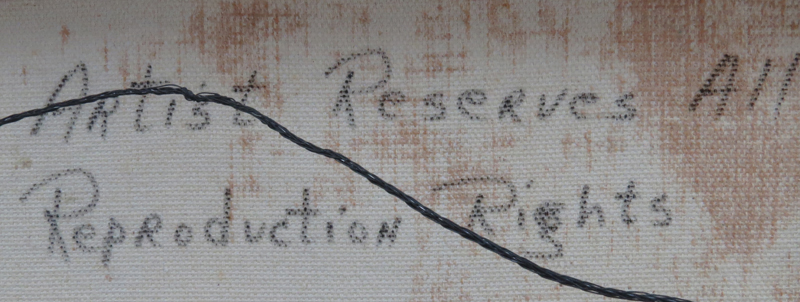 Artist Reserves All
Reproduction Rights